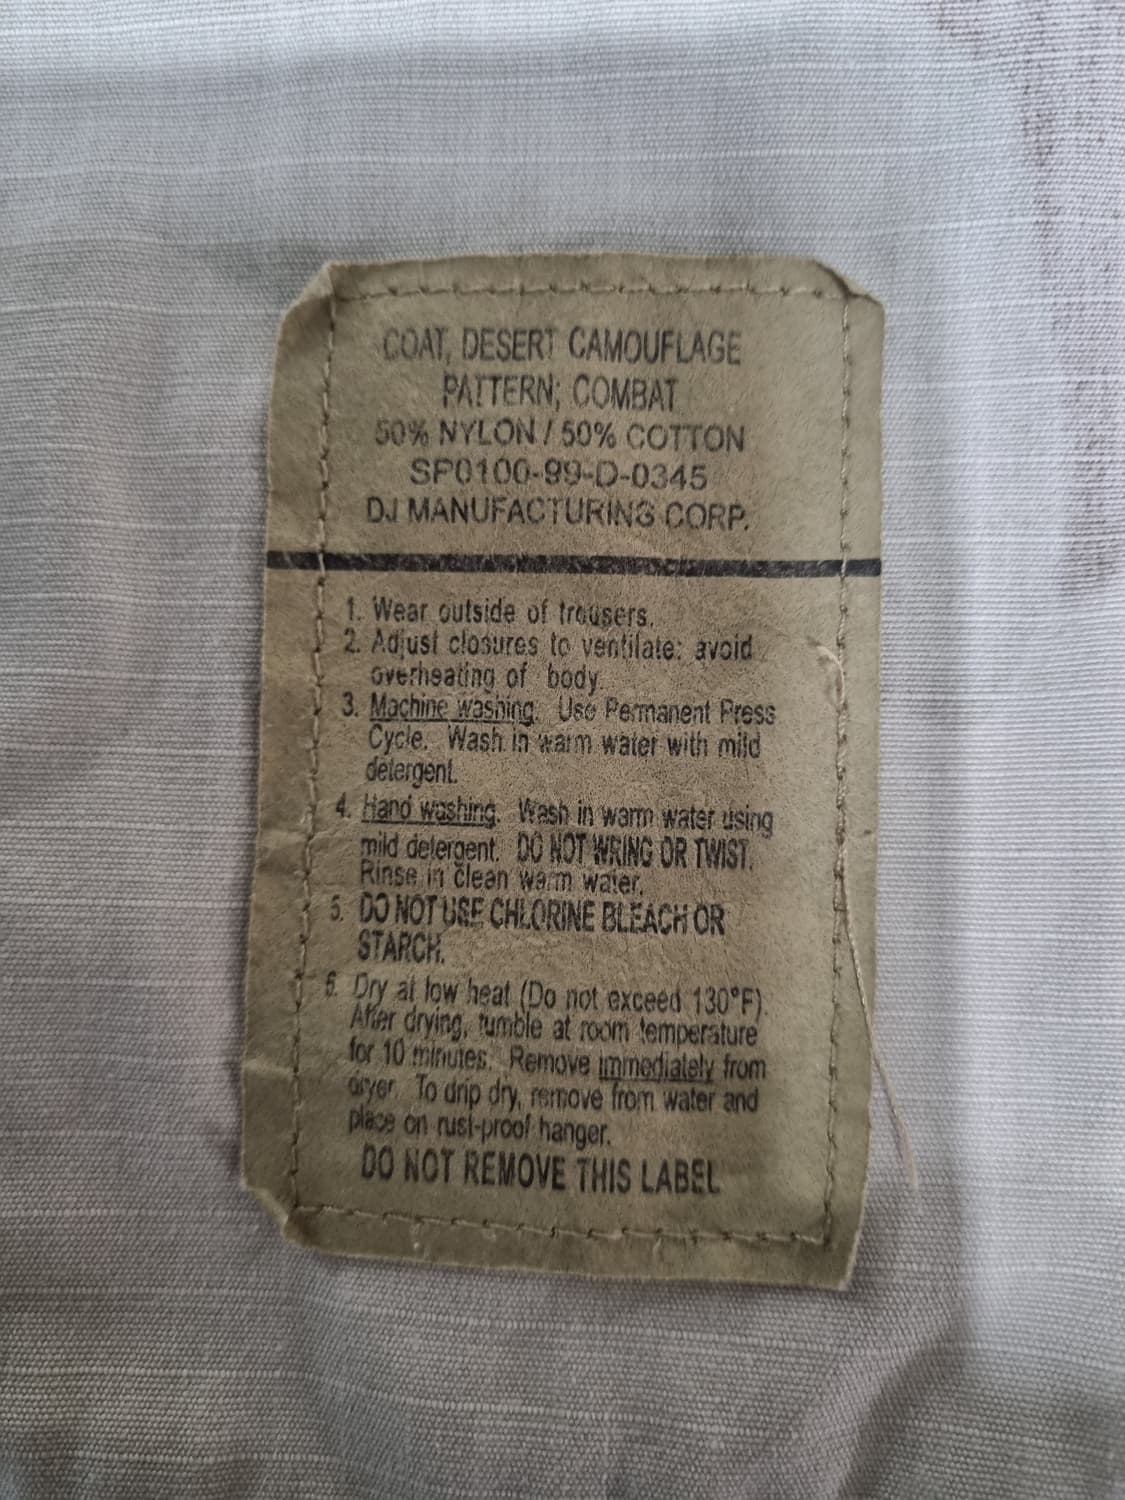 COAT, DESERT CAMOUFLAGE
PATTERN; COMBAT
50% NYLON / 50% COTTON
SP0100-99-D-0345
DJ MANUFACTURING CORP.
1. Wear outside of trousers.
2. Adjust closures to ventilate: avoid
overheating of body.
3. Machine washing. Use Permanent Press
Cycle. Wash in warm water with mild
detergent.
4. Hand washing. Wash in warm water using
mild detergent. DO NOT WRING OR TWIST.
Rinse in clean warm water.
5. DO NOT USE CHLORINE BLEACH OR
STARCH.
6. Dry at low heat (Do not exceed 130°F).
After drying, tumble at room temperature
for 10 minutes. Remove immediately from
dryer. To drip dry, remove from water and
place on rust-proof hanger.
DO NOT REMOVE THIS LABEL